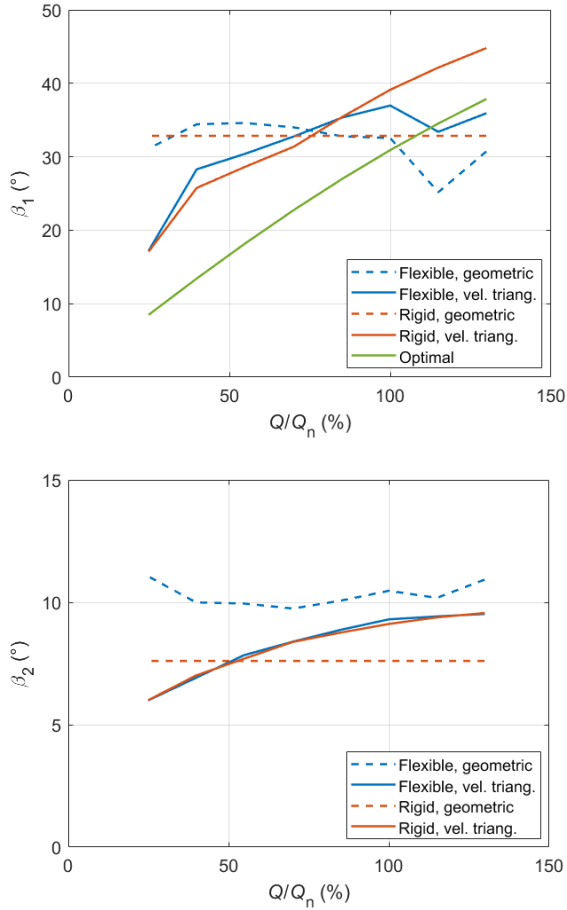 50
40
30
20
10
0
β1 (°)
Flexible, geometric
Flexible, vel. triang.
Rigid, geometric
Rigid, vel. triang.
Optimal
0 50 100 150
Q/Qn (%)
15
10
5
0
β2 (°)
Flexible, geometric
Flexible, vel. triang.
Rigid, geometric
Rigid, vel. triang.
0 50 100 150
Q/Qn (%)